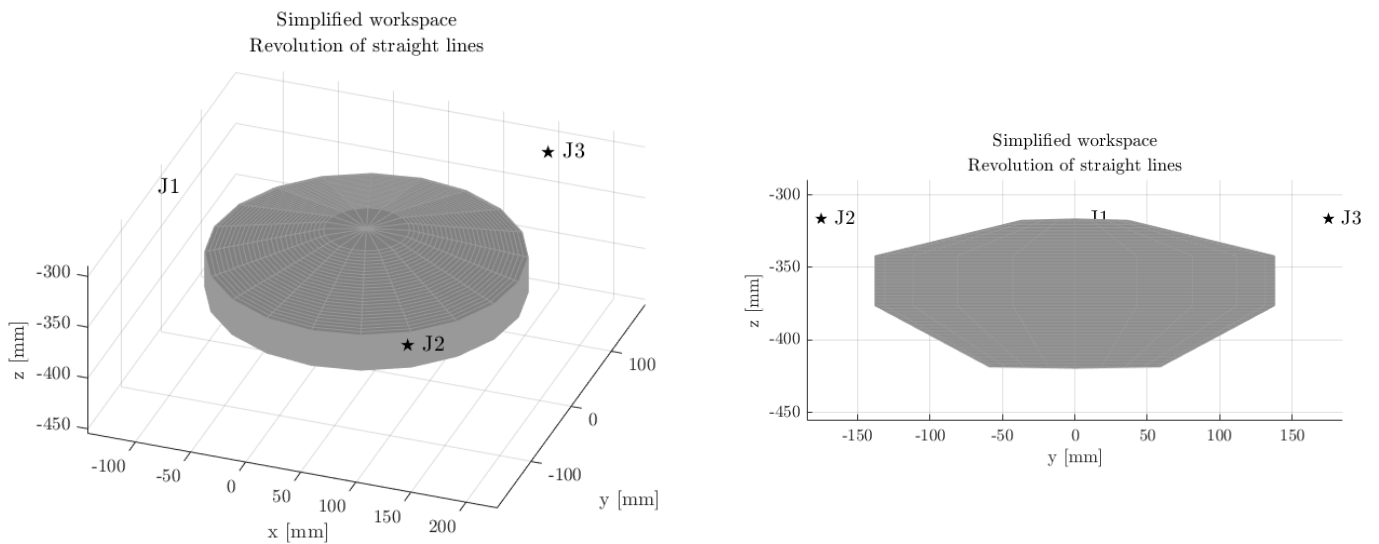 Simplified workspace
Revolution of straight lines
★ J3
J1
★ J2
-300
-350
-400
-450
z [mm]
-100
-50
0
50
100
150
200
x [mm]
-100
0
100
y [mm]
Simplified workspace
Revolution of straight lines
-300
-350
-400
-450
z [mm]
★ J2
J1
★ J3
-150
-100
-50
0
50
100
150
y [mm]